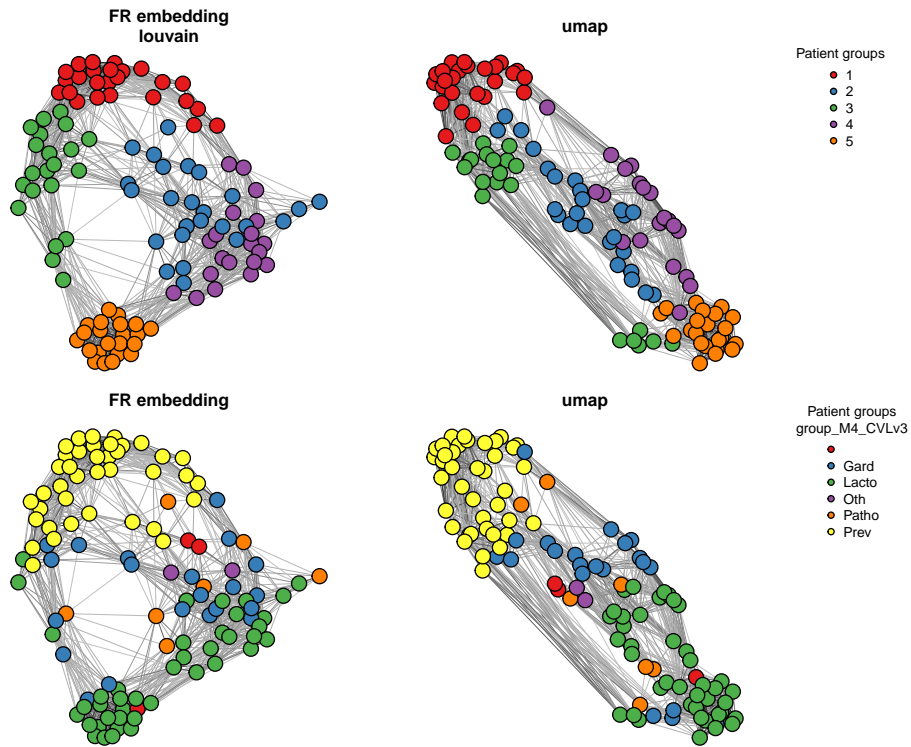 FR embedding
louvain
umap
Patient groups
1
2
3
4
5
FR embedding
umap
Patient groups
group_M4_CVLv3
Gard
Lacto
Oth
Patho
Prev